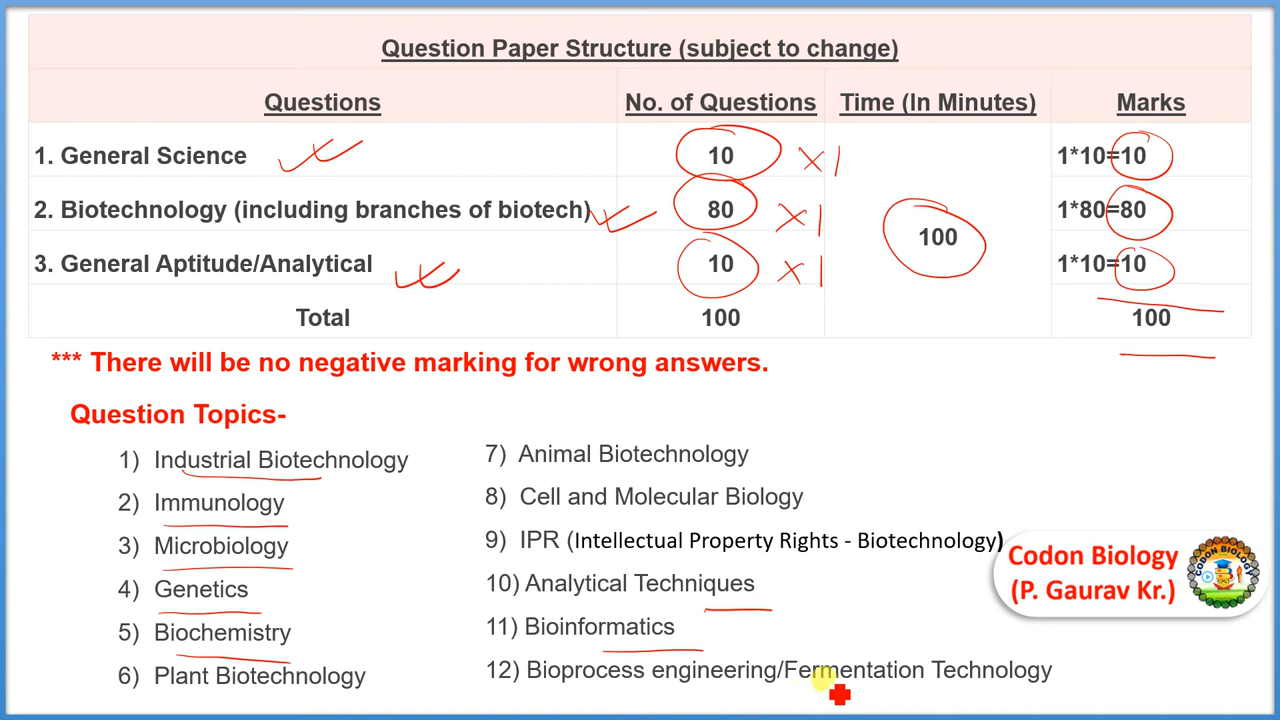 Question Paper Structure (subject to change)
Questions No. of Questions Time (In Minutes) Marks
1. General Science 10 ×1 1*10=10
2. Biotechnology (including branches of biotech) 80 ×1 1*80=80
100
3. General Aptitude/Analytical 10 ×1 1*10=10
Total 100 100
*** There will be no negative marking for wrong answers.
Question Topics-
1) Industrial Biotechnology
2) Immunology
3) Microbiology
4) Genetics
5) Biochemistry
6) Plant Biotechnology
7) Animal Biotechnology
8) Cell and Molecular Biology
9) IPR (Intellectual Property Rights - Biotechnology)
10) Analytical Techniques
11) Bioinformatics
12) Bioprocess engineering/Fermentation Technology
Codon Biology
(P. Gaurav Kr.)
CODON BIOLOGY